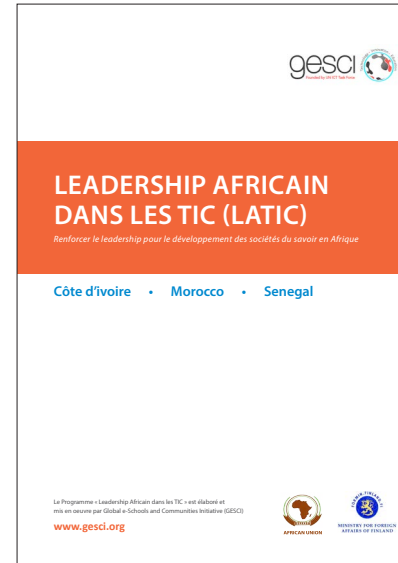 gesci
Founded by UN ICT Task Force
LEADERSHIP AFRICAIN
DANS LES TIC (LATIC)
Renforcer le leadership pour le développement des sociétés du savoir en Afrique
Côte d'ivoire • Morocco • Senegal
Le Programme « Leadership Africain dans les TIC » est élaboré et
mis en oeuvre par Global e-Schools and Communities Initiative (GESCI)
www.gesci.org
AFRICAN UNION
FORMIN.FINLAND.FI
MINISTRY FOR FOREIGN
AFFAIRS OF FINLAND